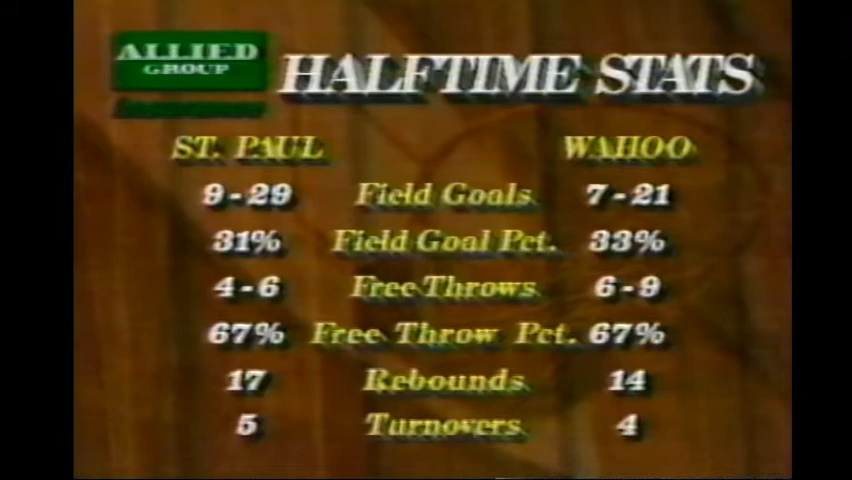 ALLIED
GROUP
HALFTIME STATS
ST. PAUL WAHOO
9-29 Field Goals 7-21
31% Field Goal Pct. 33%
4-6 Free Throws 6-9
67% Free Throw Pct. 67%
17 Rebounds 14
5 Turnovers 4